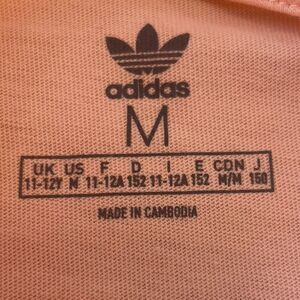 adidas
M
UK US F D I E CDN J
11-12Y M 11-12A 152 11-12A 152 M/M 150
MADE IN CAMBODIA